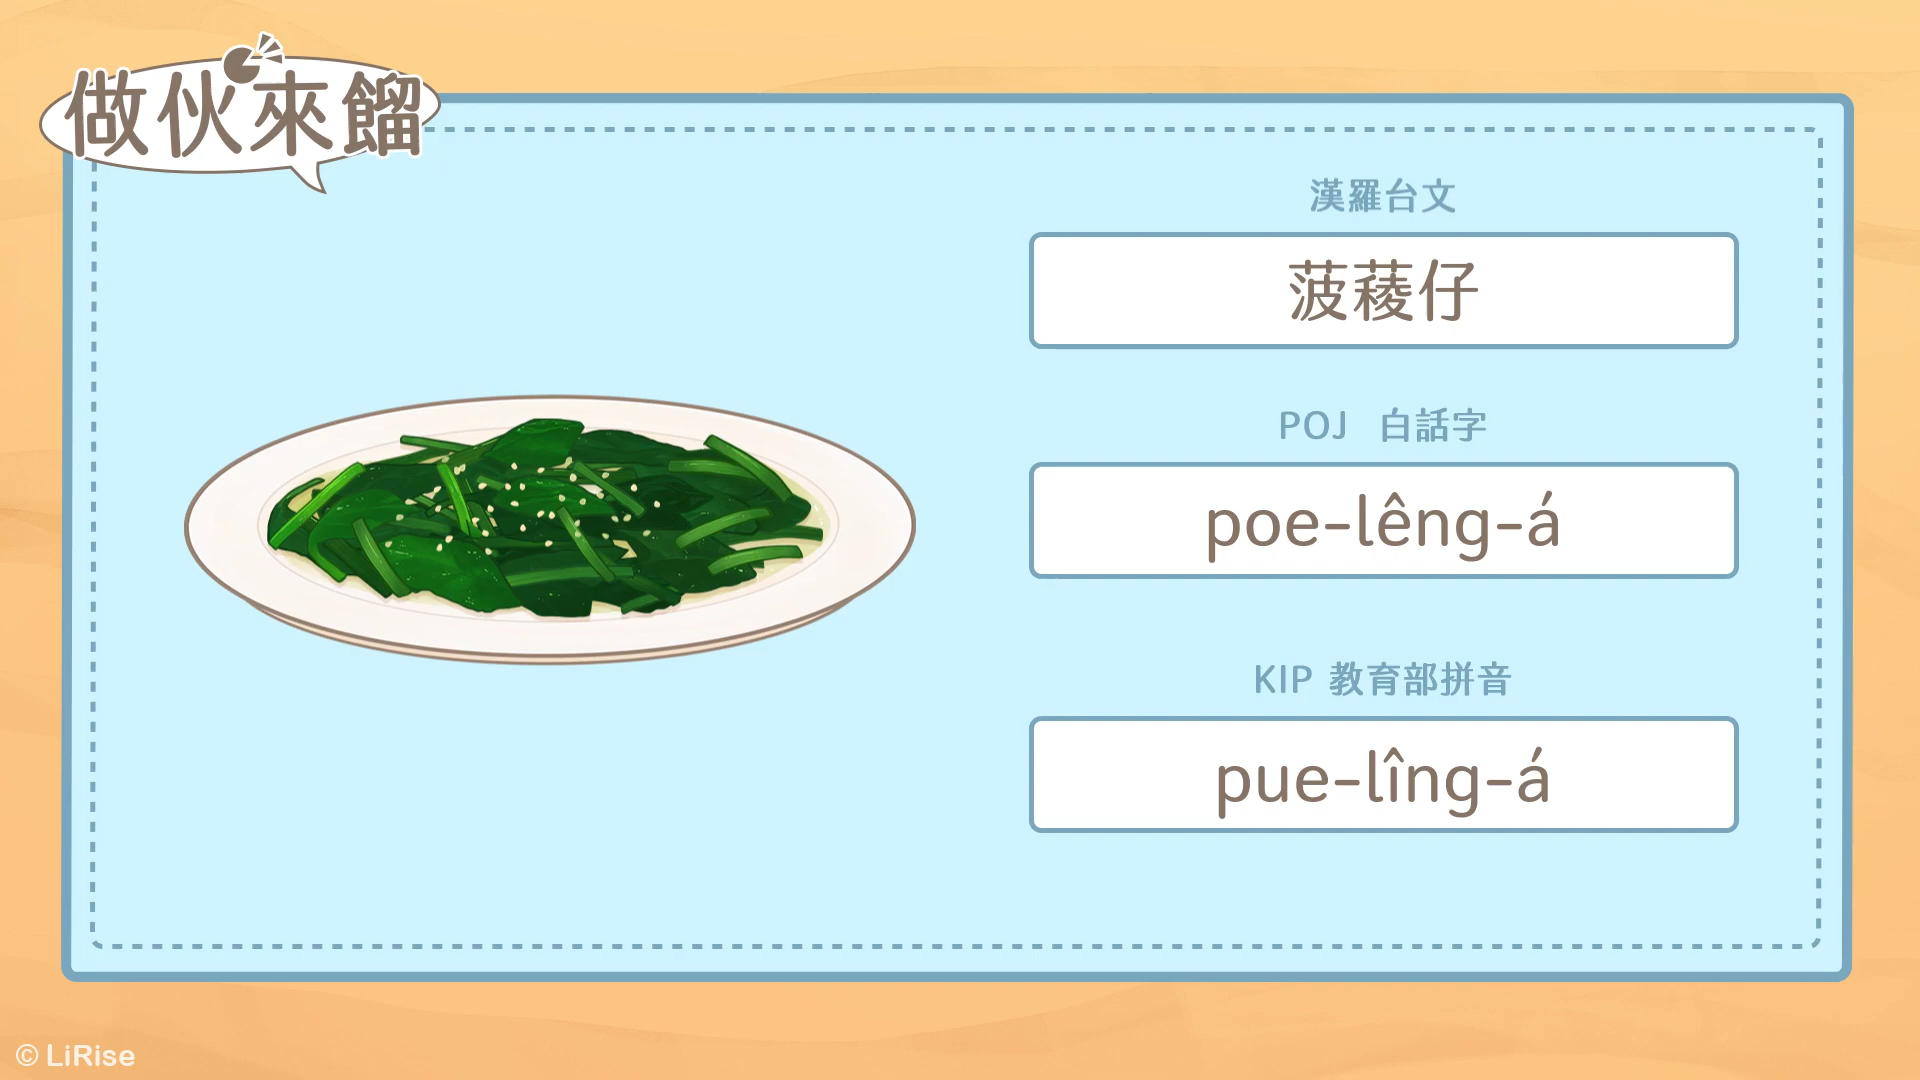 做伙來餾
漢羅台文
菠薐仔
POJ 白話字
poe-lêng-á
KIP 教育部拼音
pue-lîng-á
© LiRise